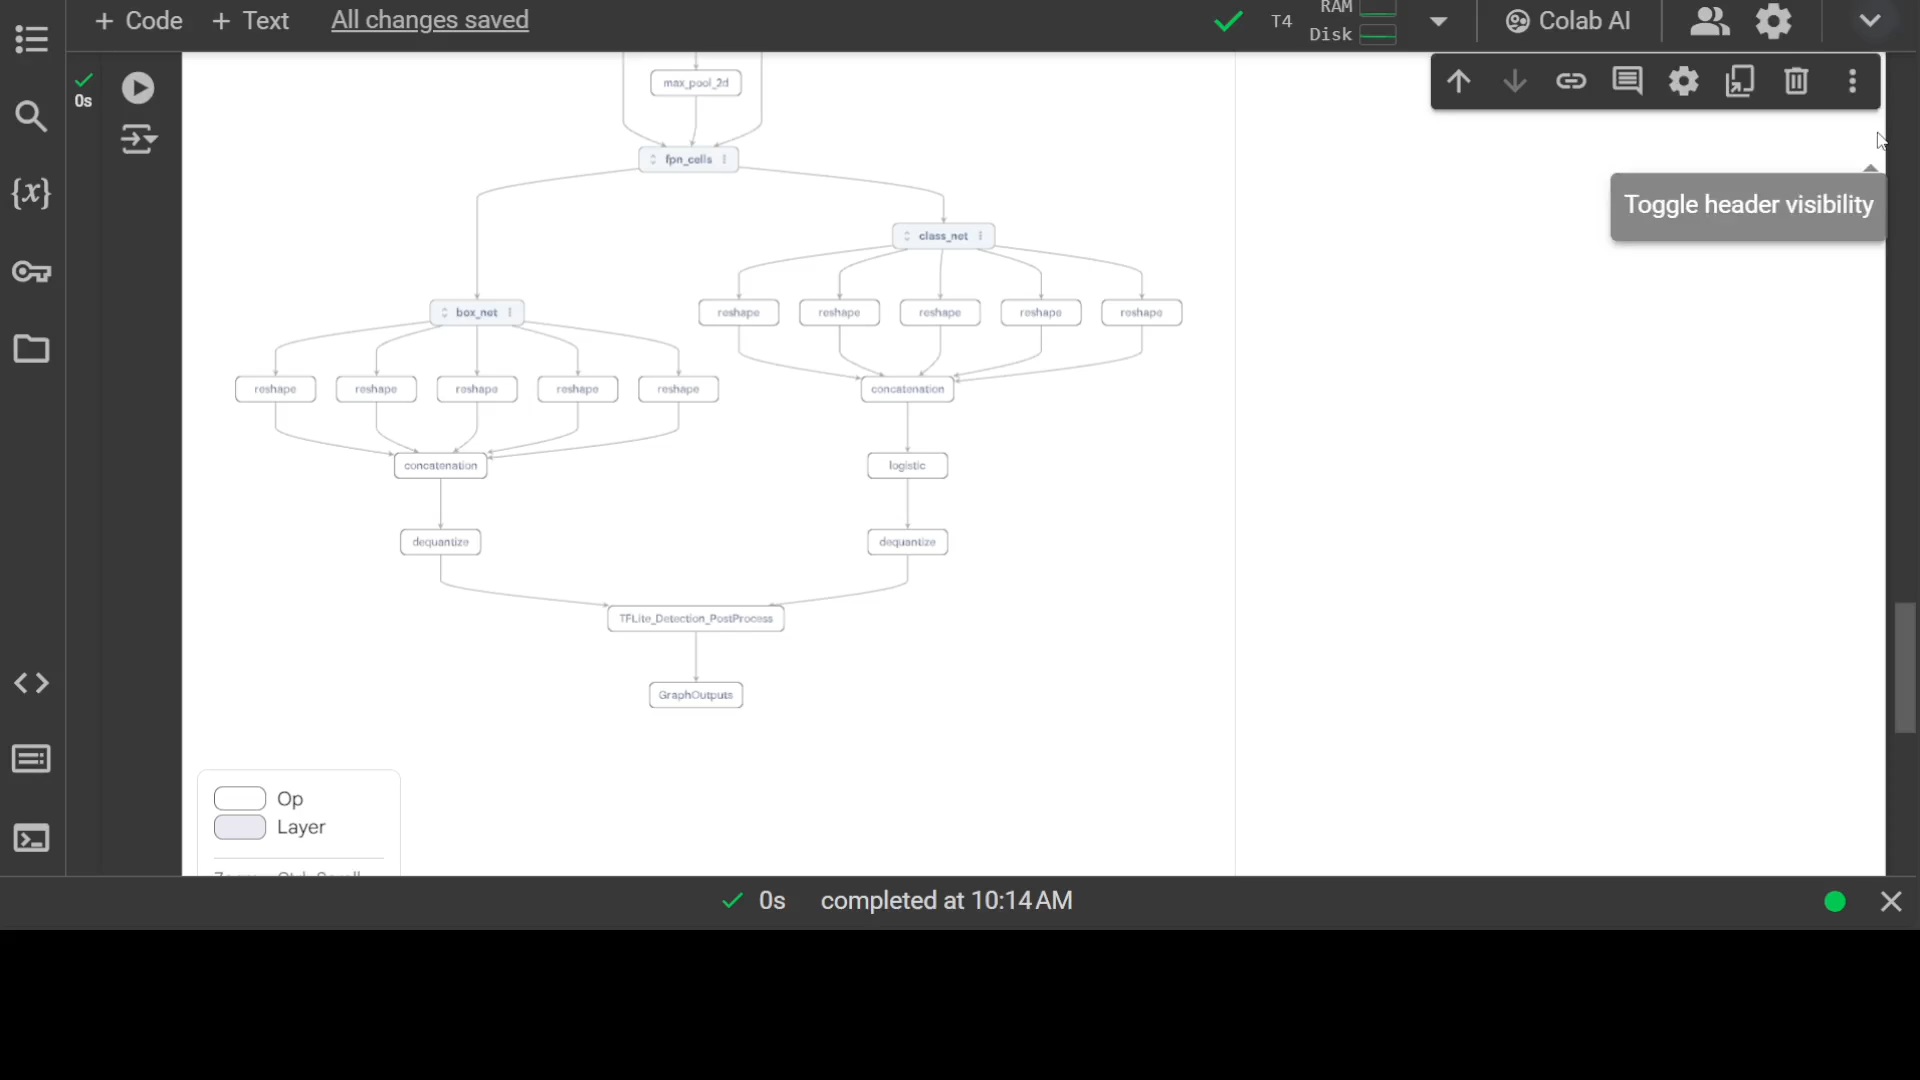 + Code + Text All changes saved
T4
RAM
Disk
Colab AI
0s
{x}
Toggle header visibility
max_pool_2d
fpn_cells
class_net
box_net
reshape reshape reshape reshape reshape
reshape reshape reshape reshape reshape
concatenation
concatenation
logistic
dequantize dequantize
TFLite_Detection_PostProcess
GraphOutputs
Op
Layer
0s completed at 10:14 AM